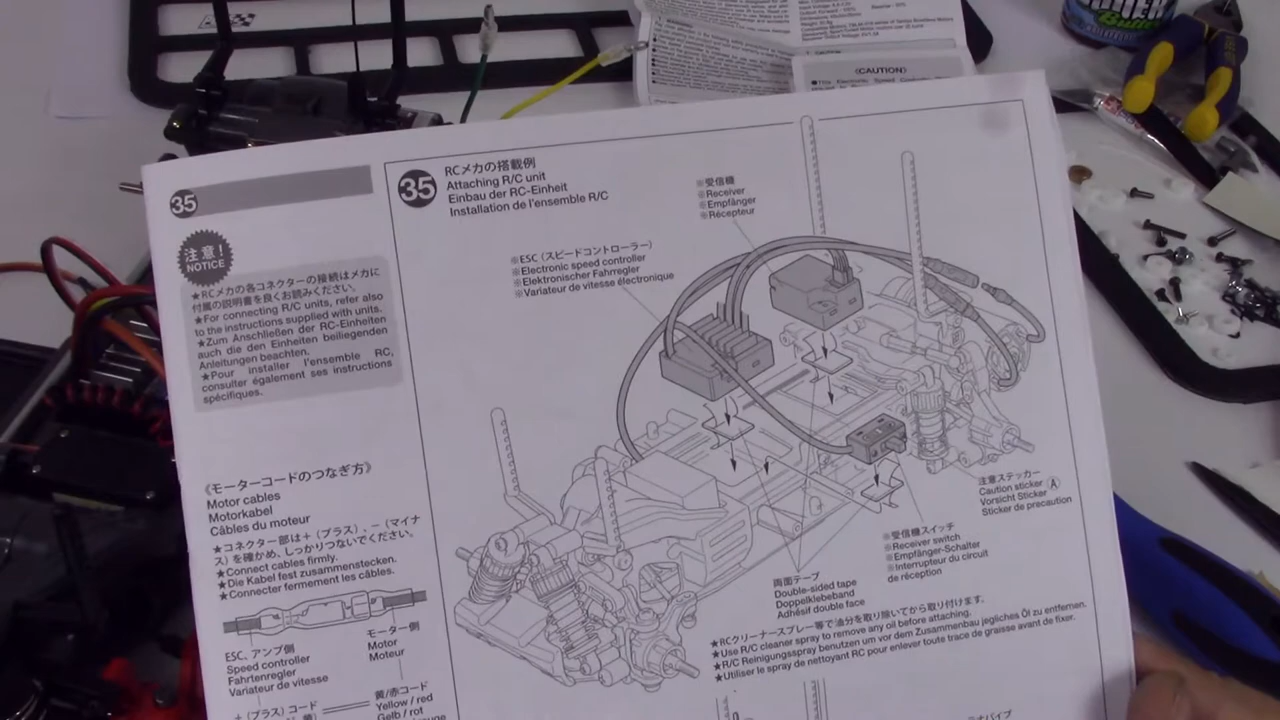 35
注意!
NOTICE
★RCメカの各コネクターの接続はメカに
付属の説明書を良くお読みください。
★For connecting R/C units, refer also
to the instructions supplied with units.
★Zum Anschließen der RC-Einheiten
auch die den Einheiten beiliegenden
Anleitungen beachten.
★Pour installer l'ensemble RC,
consulter également ses instructions
spécifiques.
《モーターコードのつなぎ方》
Motor cables
Motorkabel
Câbles du moteur
★コネクター部は+(プラス)、-(マイナ
ス)を確かめ、しっかりつないでください。
★Connect cables firmly.
★Die Kabel fest zusammenstecken.
★Connecter fermement les câbles.
ESC、アンプ側
Speed controller
Fahrtenregler
Variateur de vitesse
モーター側
Motor
Moteur
+(プラス)コード
黄/赤コード
Yellow / red
Gelb / rot
35
RCメカの搭載例
Attaching R/C unit
Einbau der RC-Einheit
Installation de l'ensemble R/C
※受信機
※Receiver
※Empfänger
※Récepteur
※ESC(スピードコントローラー)
※Electronic speed controller
※Elektronischer Fahrregler
※Variateur de vitesse électronique
注意ステッカー
Caution sticker Ⓐ
Vorsicht Sticker
Sticker de precaution
※受信機スイッチ
※Receiver switch
※Empfänger-Schalter
※Interrupteur du circuit
de réception
両面テープ
Double-sided tape
Doppelklebeband
Adhésif double face
★RCクリーナースプレー等で油分を取り除いてから取り付けます。
★Use R/C cleaner spray to remove any oil before attaching.
★R/C Reinigungsspray benutzen um vor dem Zusammenbau jegliches Öl zu entfernen.
★Utiliser le spray de nettoyant RC pour enlever toute trace de graisse avant de fixer.
《CAUTION》